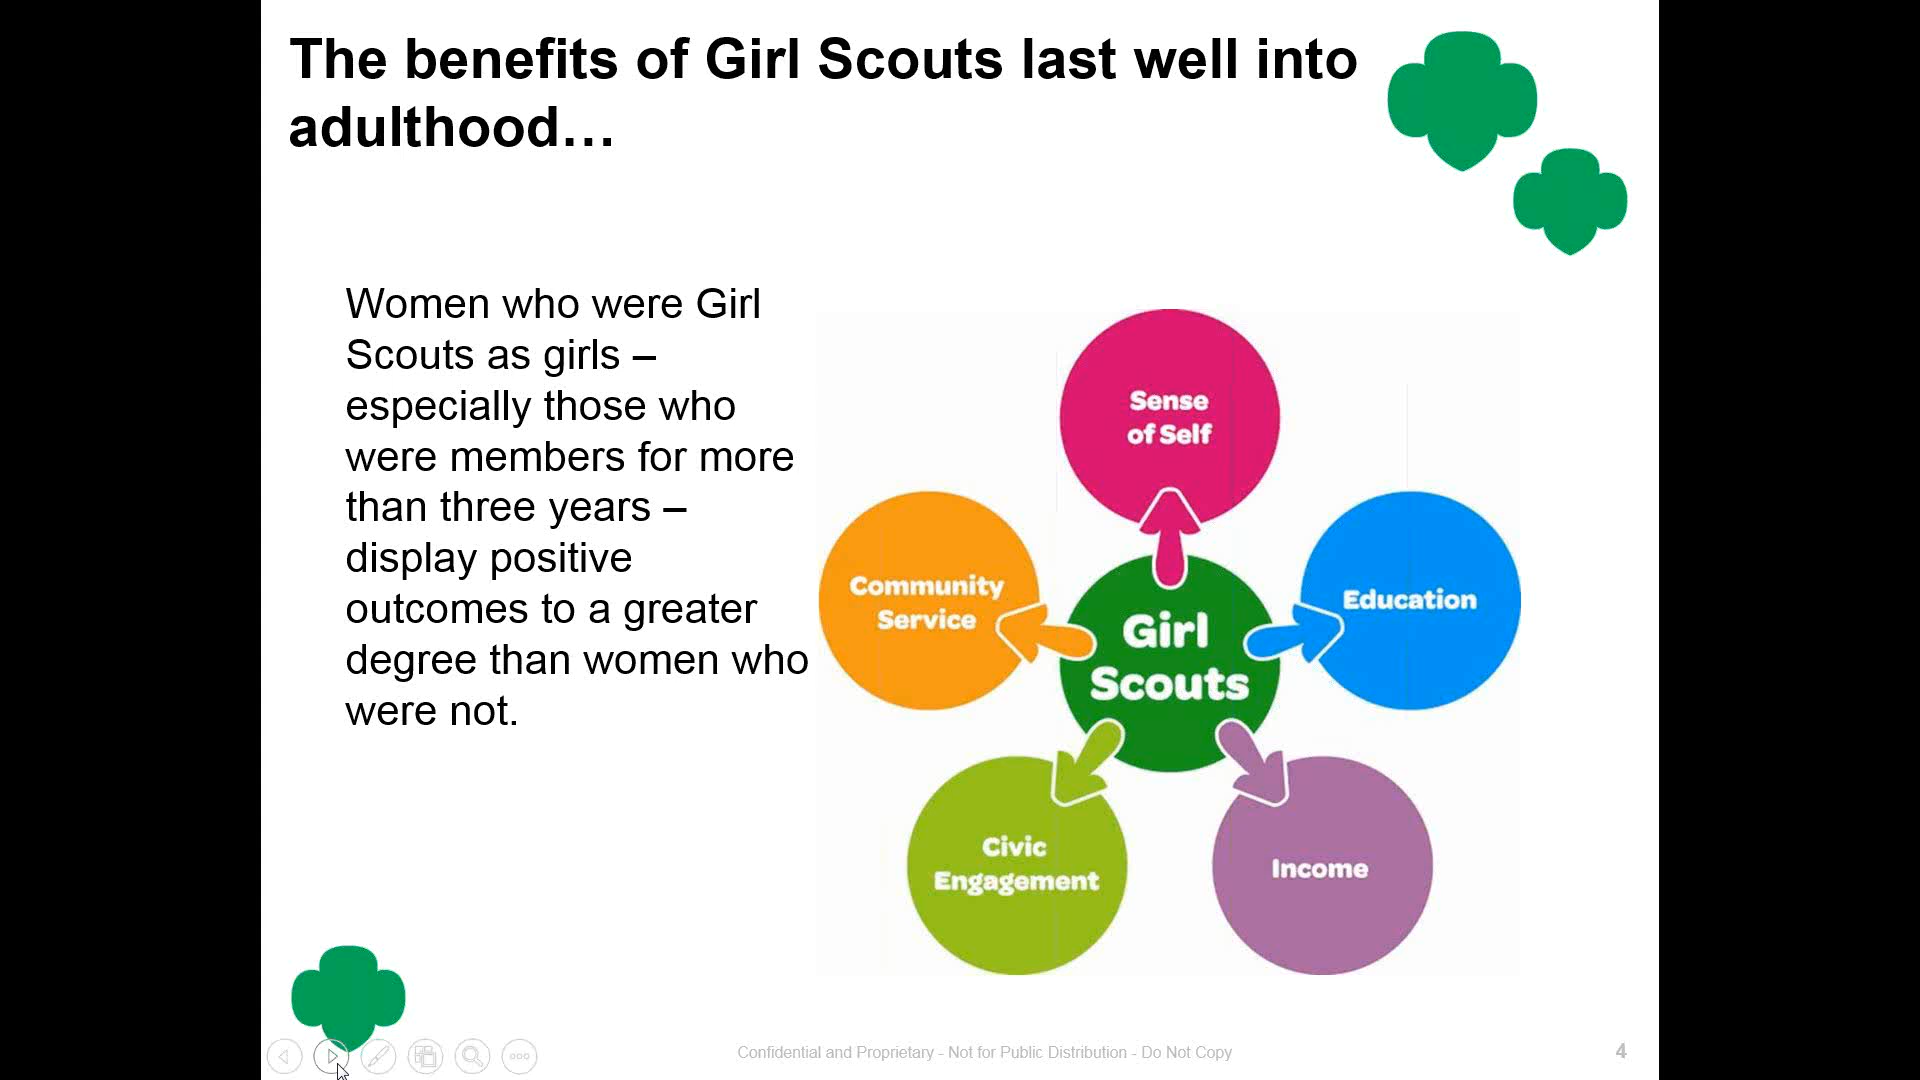 The benefits of Girl Scouts last well into
adulthood…
Women who were Girl
Scouts as girls –
especially those who
were members for more
than three years –
display positive
outcomes to a greater
degree than women who
were not.
Sense
of Self
Community
Service
Education
Girl
Scouts
Civic
Engagement
Income
Confidential and Proprietary - Not for Public Distribution - Do Not Copy
4